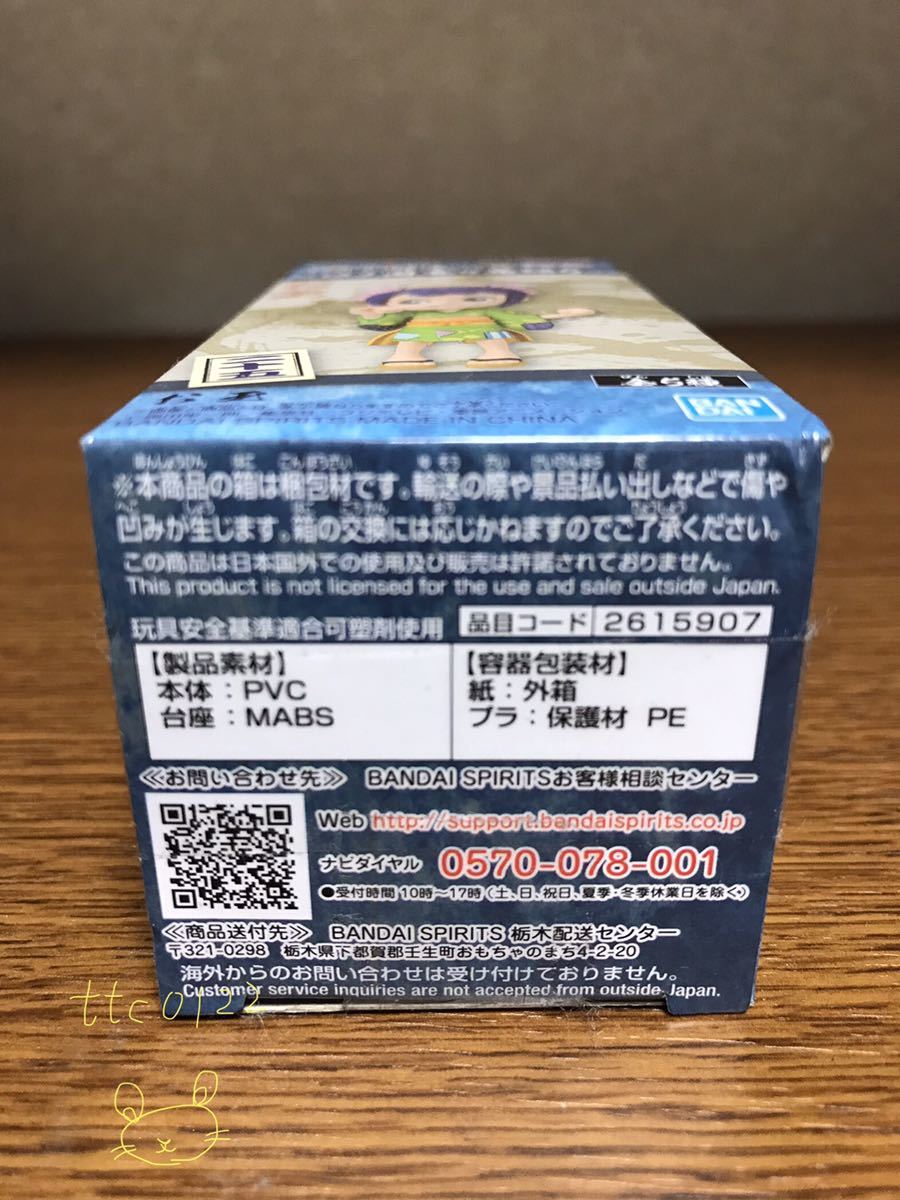 お玉
BAN
DAI
BANDAI SPIRITS MADE IN CHINA
※本商品の箱は梱包材です。輸送の際や景品払い出しなどで傷や
凹みが生じます。箱の交換には応じかねますのでご了承ください。
この商品は日本国外での使用及び販売は許諾されておりません。
This product is not licensed for the use and sale outside Japan.
玩具安全基準適合可塑剤使用 品目コード 2615907
【製品素材】
本体：PVC
台座：MABS
【容器包装材】
紙：外箱
プラ：保護材 PE
≪お問い合わせ先≫ BANDAI SPIRITSお客様相談センター
Web http://support.bandaispirits.co.jp
ナビダイヤル 0570-078-001
●受付時間 10時～17時（土、日、祝日、夏季・冬季休業日を除く）
≪商品送付先≫ BANDAI SPIRITS 栃木配送センター
〒321-0298 栃木県下都賀郡壬生町おもちゃのまち4-2-20
海外からのお問い合わせは受け付けておりません。
Customer service inquiries are not accepted from outside Japan.
ttc0123